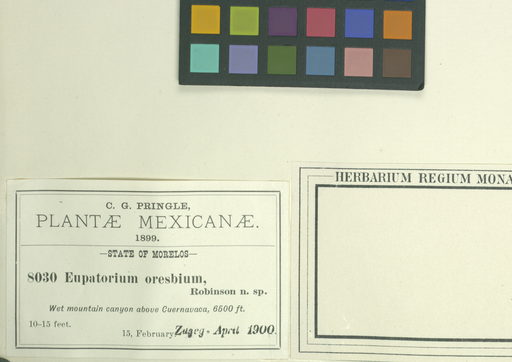 C. G. PRINGLE,
PLANTÆ MEXICANÆ.
1899.
STATE OF MORELOS
8030 Eupatorium oresbium,
Robinson n. sp.
Wet mountain canyon above Cuernavaca, 6500 ft.
10-15 feet.
15, February - April 1900.
HERBARIUM REGIUM MONA